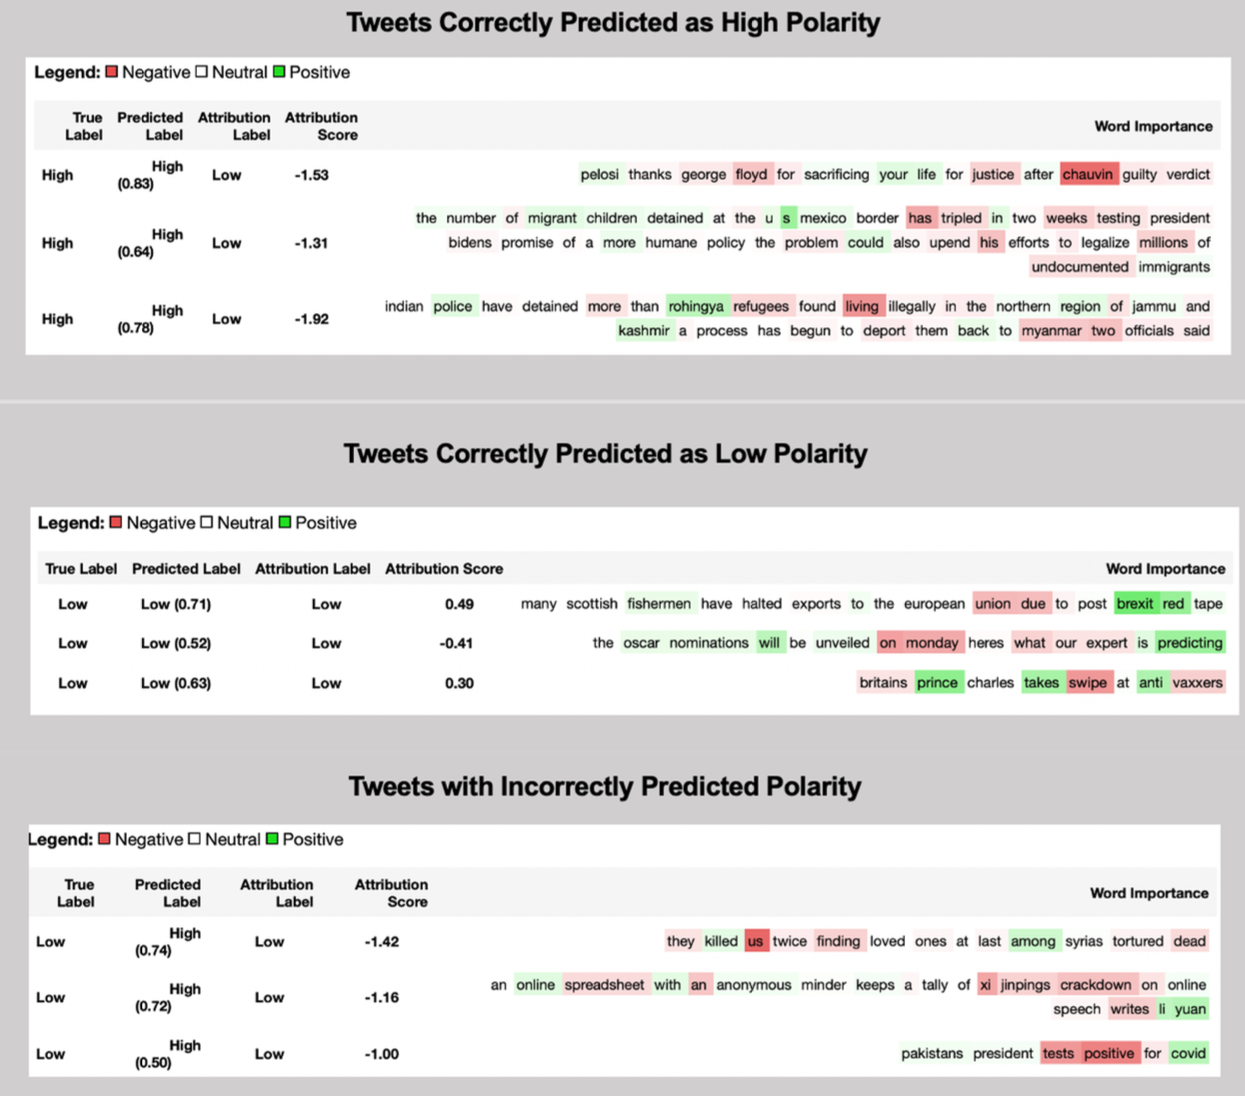 Tweets Correctly Predicted as High Polarity
Legend: Negative Neutral Positive
True Label Predicted Label Attribution Label Attribution Score Word Importance
High High (0.83) Low -1.53 pelosi thanks george floyd for sacrificing your life for justice after chauvin guilty verdict
High High (0.64) Low -1.31 the number of migrant children detained at the u s mexico border has tripled in two weeks testing president
bidens promise of a more humane policy the problem could also upend his efforts to legalize millions of
undocumented immigrants
High High (0.78) Low -1.92 indian police have detained more than rohingya refugees found living illegally in the northern region of jammu and
kashmir a process has begun to deport them back to myanmar two officials said
Tweets Correctly Predicted as Low Polarity
Legend: Negative Neutral Positive
True Label Predicted Label Attribution Label Attribution Score Word Importance
Low Low (0.71) Low 0.49 many scottish fishermen have halted exports to the european union due to post brexit red tape
Low Low (0.52) Low -0.41 the oscar nominations will be unveiled on monday heres what our expert is predicting
Low Low (0.63) Low 0.30 britains prince charles takes swipe at anti vaxxers
Tweets with Incorrectly Predicted Polarity
Legend: Negative Neutral Positive
True Label Predicted Label Attribution Label Attribution Score Word Importance
Low High (0.74) Low -1.42 they killed us twice finding loved ones at last among syrias tortured dead
Low High (0.72) Low -1.16 an online spreadsheet with an anonymous minder keeps a tally of xi jinpings crackdown on online
speech writes li yuan
Low High (0.50) Low -1.00 pakistans president tests positive for covid